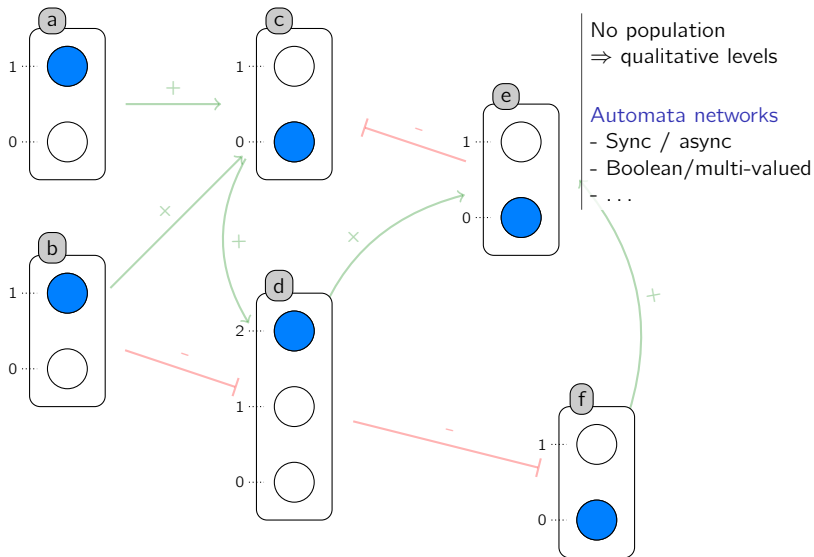 a
1
0
+
c
1
0
e
1
0
-
No population
⇒ qualitative levels
Automata networks
- Sync / async
- Boolean/multi-valued
- . . .
×
+
×
b
1
0
-
d
2
1
0
-
+
f
1
0